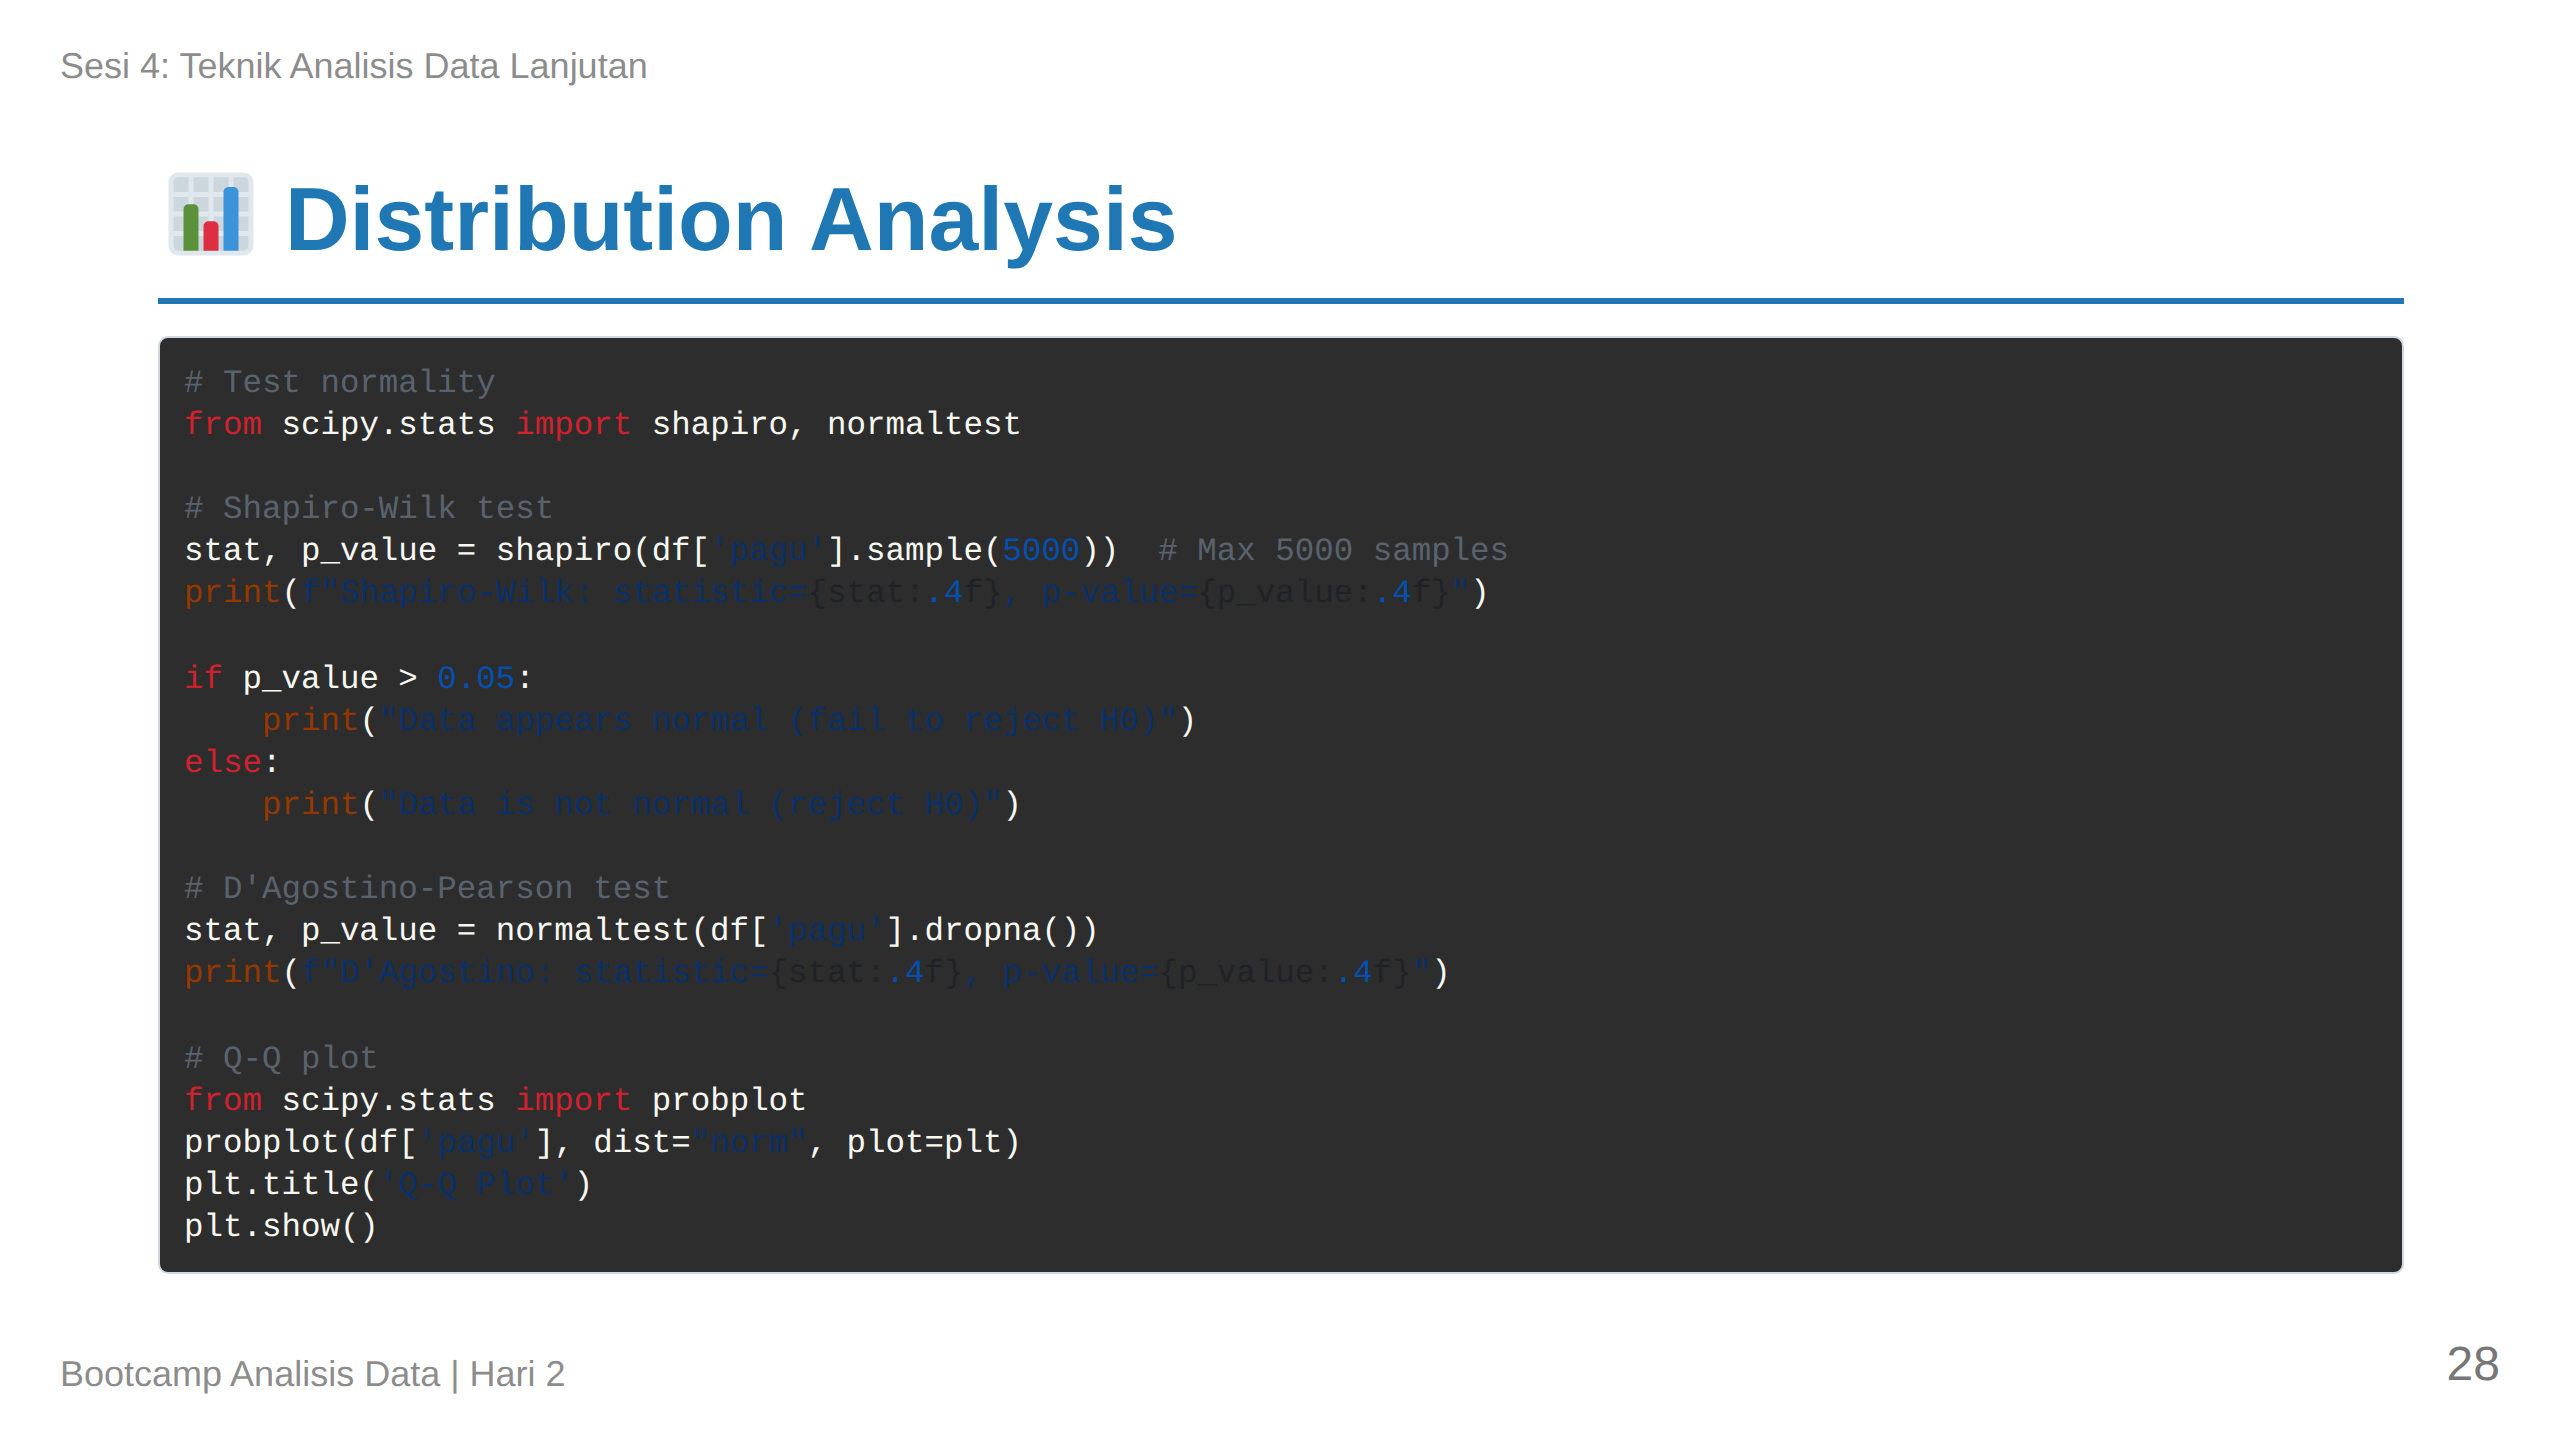 Sesi 4: Teknik Analisis Data Lanjutan
Distribution Analysis
# Test normality
from scipy.stats import shapiro, normaltest
# Shapiro-Wilk test
stat, p_value = shapiro(df['pagu'].sample(5000))  # Max 5000 samples
print(f"Shapiro-Wilk: statistic={stat:.4f}, p-value={p_value:.4f}")
if p_value > 0.05:
    print("Data appears normal (fail to reject H0)")
else:
    print("Data is not normal (reject H0)")
# D'Agostino-Pearson test
stat, p_value = normaltest(df['pagu'].dropna())
print(f"D'Agostino: statistic={stat:.4f}, p-value={p_value:.4f}")
# Q-Q plot
from scipy.stats import probplot
probplot(df['pagu'], dist="norm", plot=plt)
plt.title('Q-Q Plot')
plt.show()
Bootcamp Analisis Data | Hari 2
28